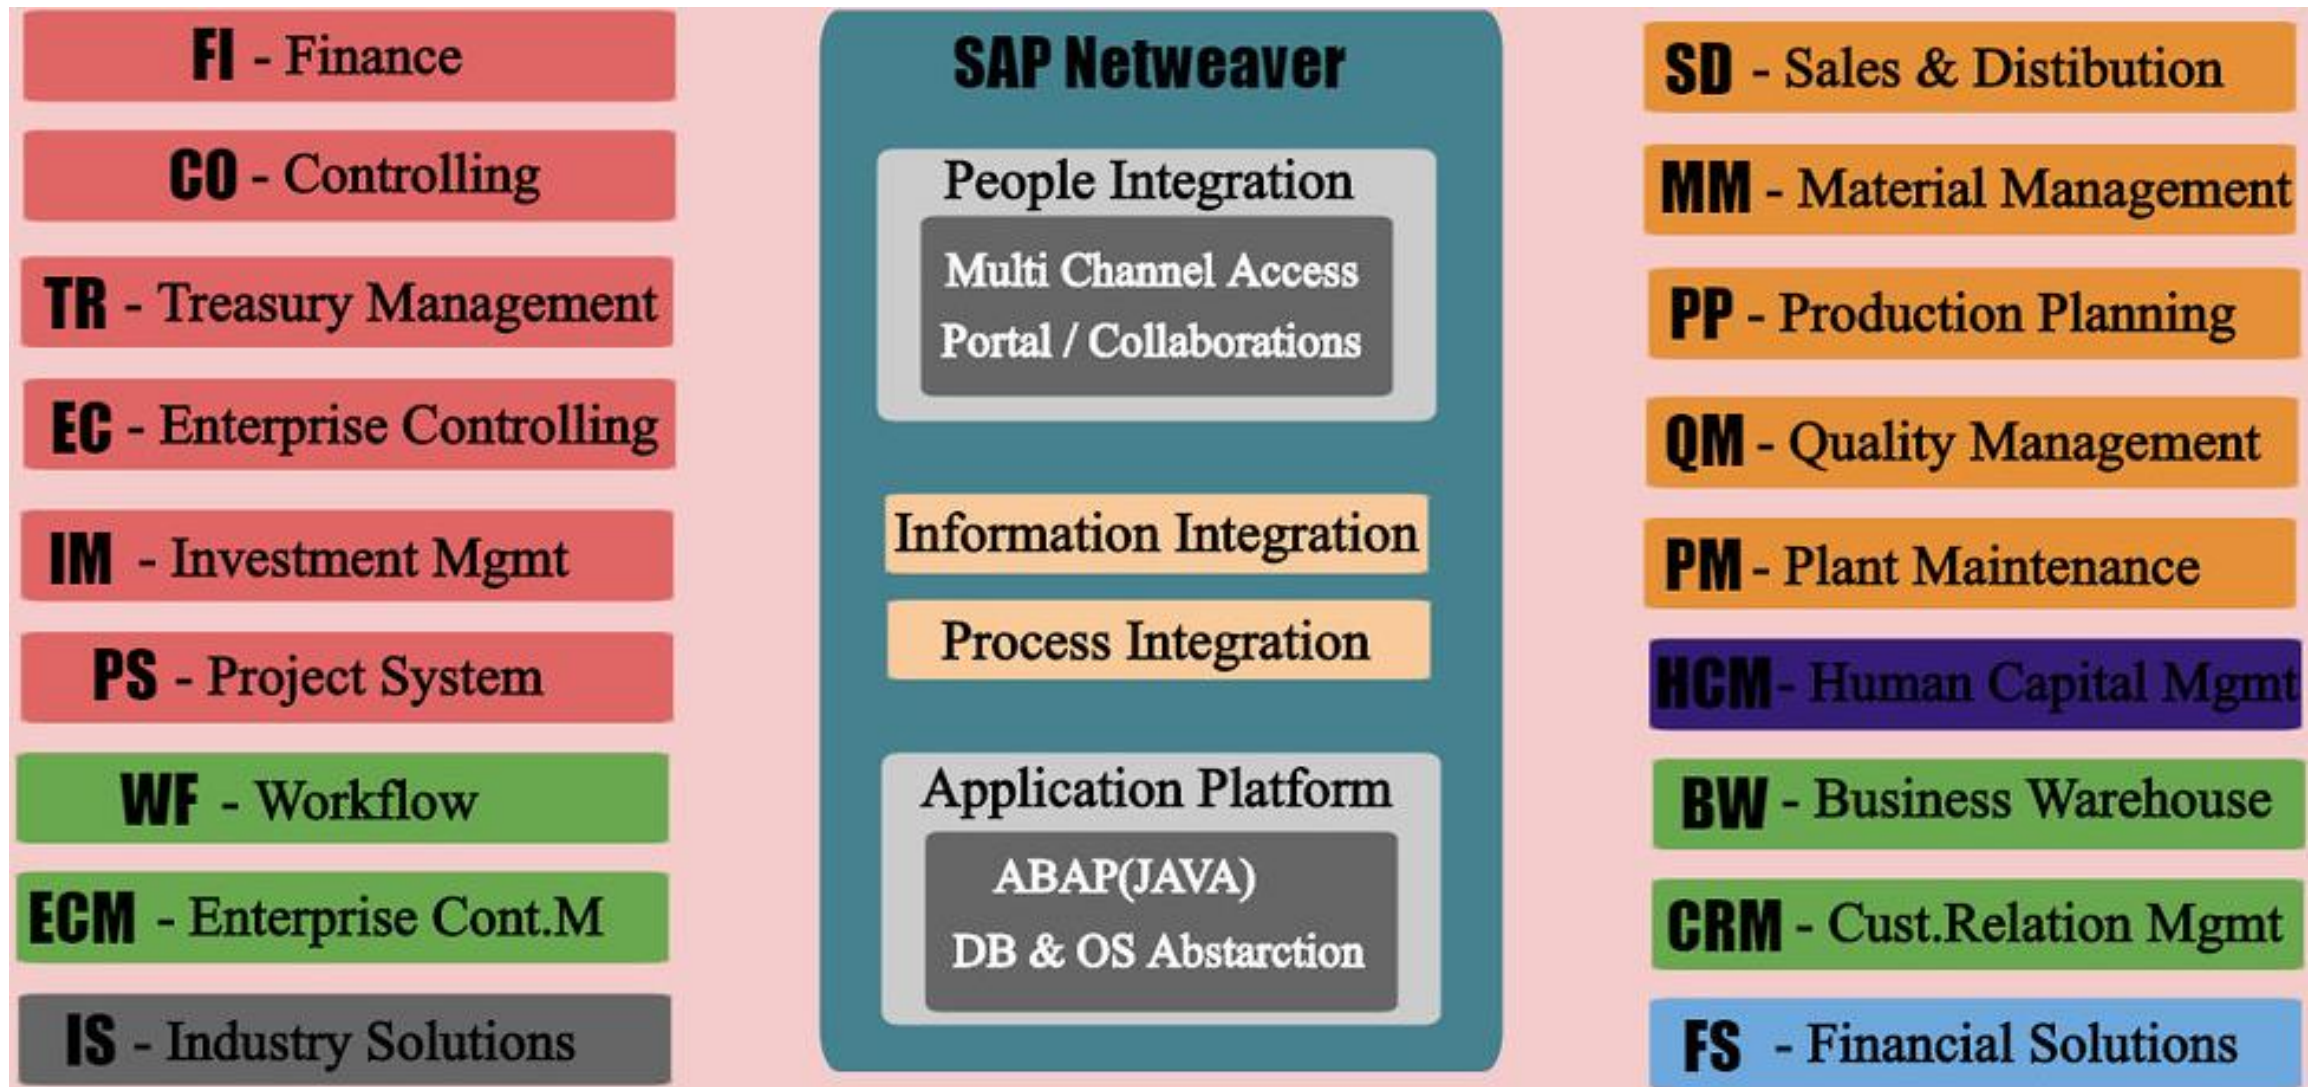 FI - Finance
CO - Controlling
TR - Treasury Management
EC - Enterprise Controlling
IM - Investment Mgmt
PS - Project System
WF - Workflow
ECM - Enterprise Cont.M
IS - Industry Solutions
SAP Netweaver
People Integration
Multi Channel Access
Portal / Collaborations
Information Integration
Process Integration
Application Platform
ABAP(JAVA)
DB & OS Abstarction
SD - Sales & Distibution
MM - Material Management
PP - Production Planning
QM - Quality Management
PM - Plant Maintenance
HCM- Human Capital Mgmt
BW - Business Warehouse
CRM - Cust.Relation Mgmt
FS - Financial Solutions